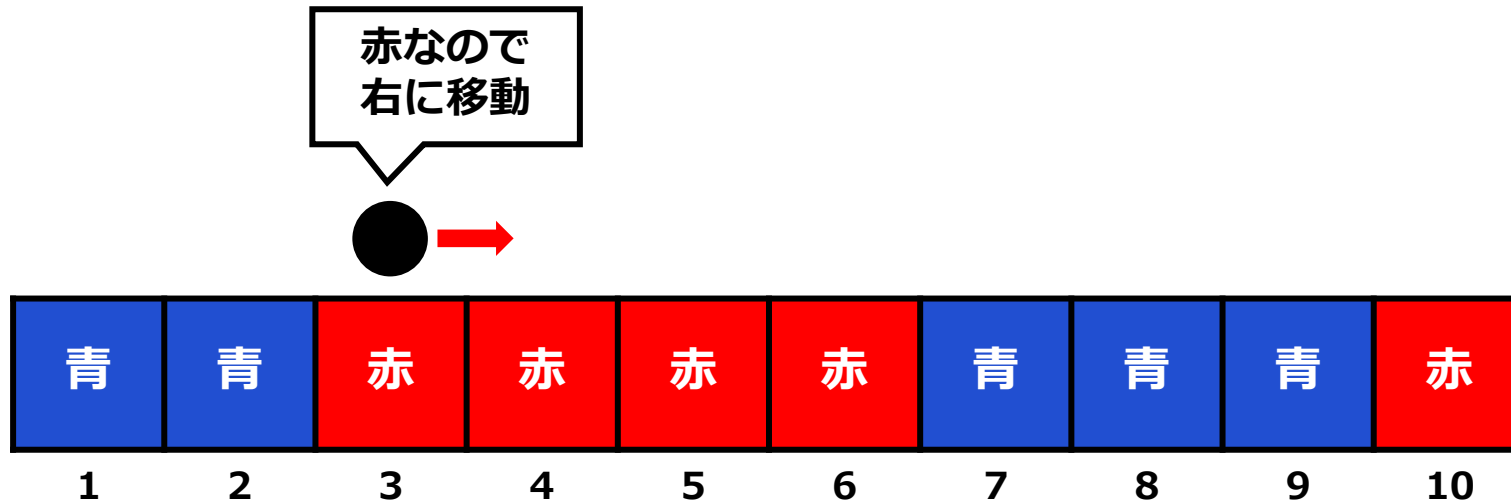 赤なので
右に移動
青 青 赤 赤 赤 赤 青 青 青 赤
1 2 3 4 5 6 7 8 9 10